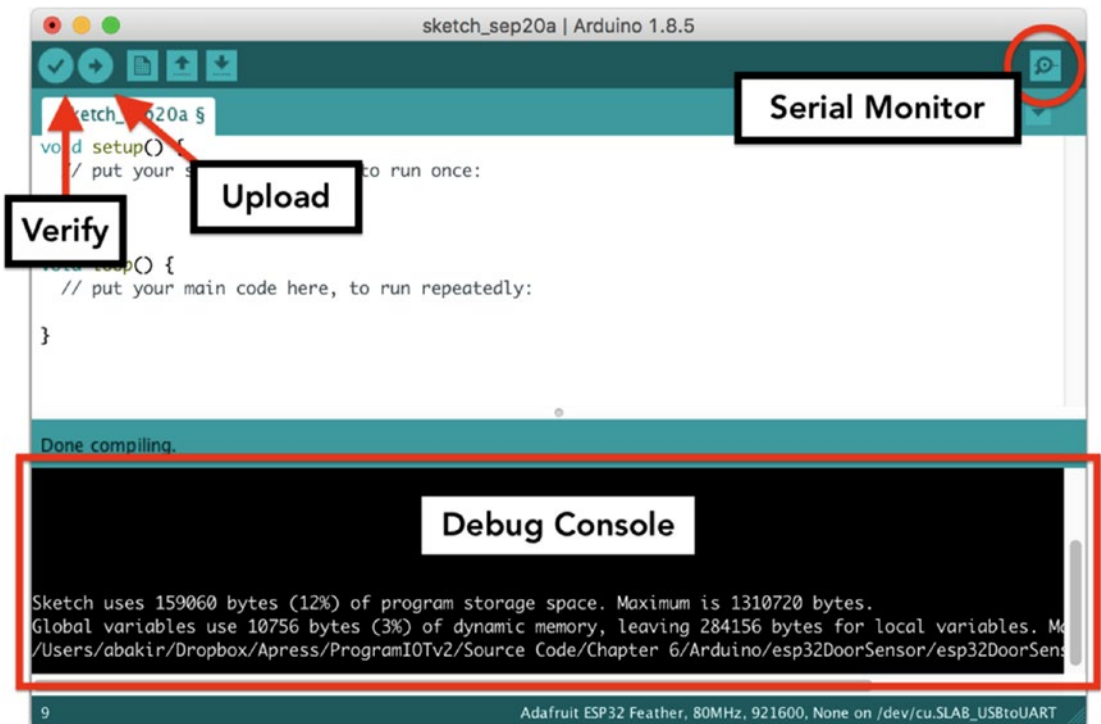 sketch_sep20a | Arduino 1.8.5
Serial Monitor
20a §
setup() {
// put your to run once:
Upload
Verify
() {
// put your main code here, to run repeatedly:
}
Done compiling.
Debug Console
Sketch uses 159060 bytes (12%) of program storage space. Maximum is 1310720 bytes.
Global variables use 10756 bytes (3%) of dynamic memory, leaving 284156 bytes for local variables.
/Users/abakir/Dropbox/Apress/ProgramIOTv2/Source Code/Chapter 6/Arduino/esp32DoorSensor/esp32DoorSens
9
Adafruit ESP32 Feather, 80MHz, 921600, None on /dev/cu.SLAB_USBtoUART